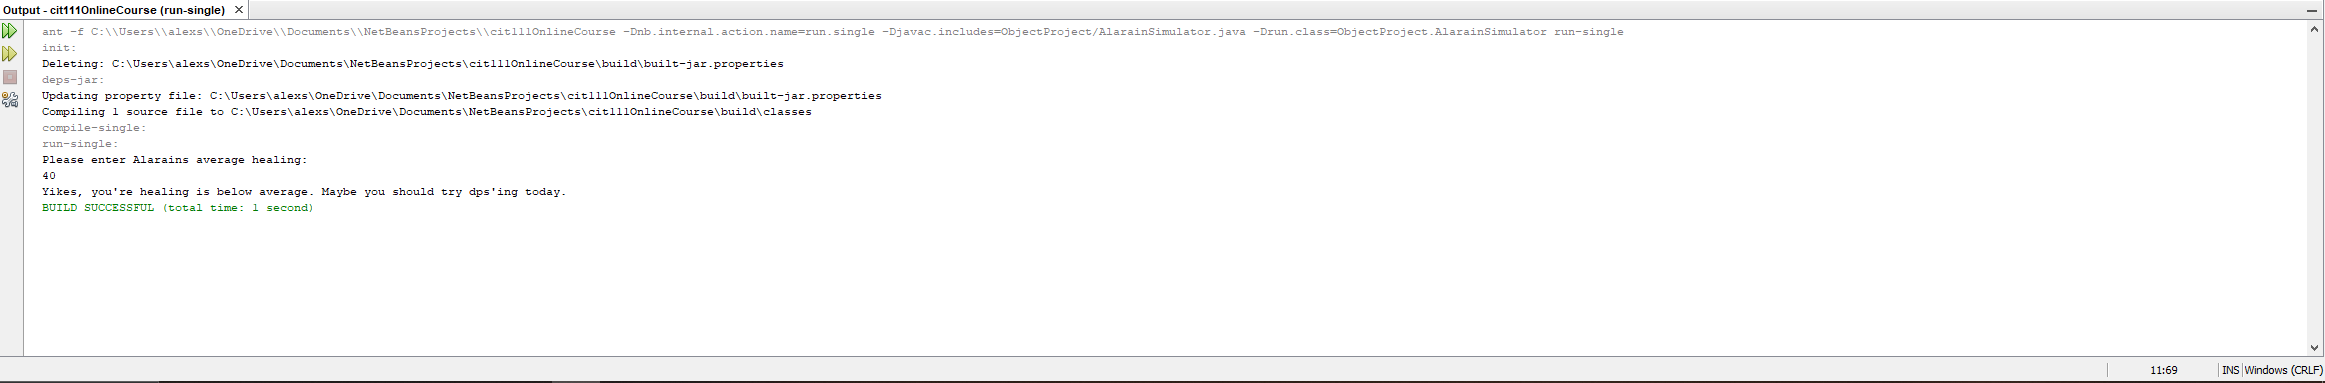 Output - cit111OnlineCourse (run-single) ×
ant -f C:\\Users\\alexs\\OneDrive\\Documents\\NetBeansProjects\\cit111OnlineCourse -Dnb.internal.action.name=run.single -Djavac.includes=ObjectProject/AlarainSimulator.java -Drun.class=ObjectProject.AlarainSimulator run-single
init:
Deleting: C:\Users\alexs\OneDrive\Documents\NetBeansProjects\cit111OnlineCourse\build\built-jar.properties
deps-jar:
Updating property file: C:\Users\alexs\OneDrive\Documents\NetBeansProjects\cit111OnlineCourse\build\built-jar.properties
Compiling 1 source file to C:\Users\alexs\OneDrive\Documents\NetBeansProjects\cit111OnlineCourse\build\classes
compile-single:
run-single:
Please enter Alarains average healing:
40
Yikes, you're healing is below average. Maybe you should try dps'ing today.
BUILD SUCCESSFUL (total time: 1 second)
11:69 INS Windows (CRLF)